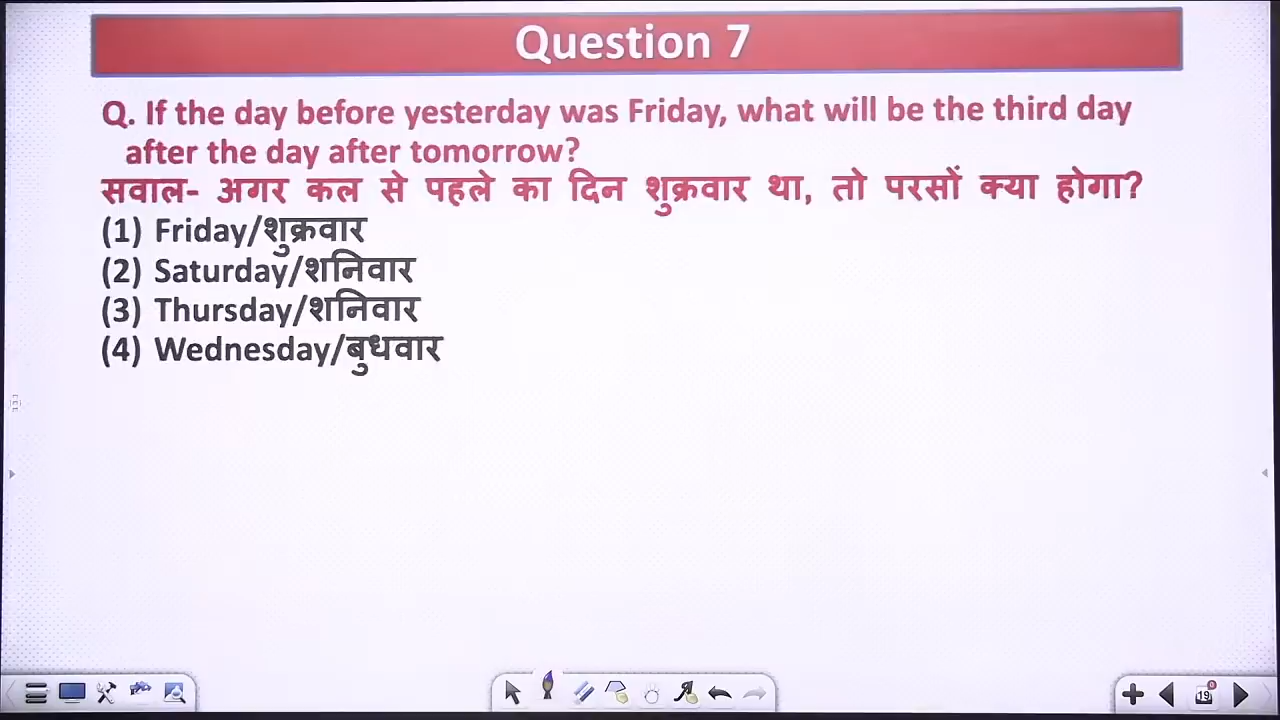 Question 7
Q. If the day before yesterday was Friday, what will be the third day
after the day after tomorrow?
सवाल- अगर कल से पहले का दिन शुक्रवार था, तो परसों क्या होगा?
(1) Friday/शुक्रवार
(2) Saturday/शनिवार
(3) Thursday/शनिवार
(4) Wednesday/बुधवार
19